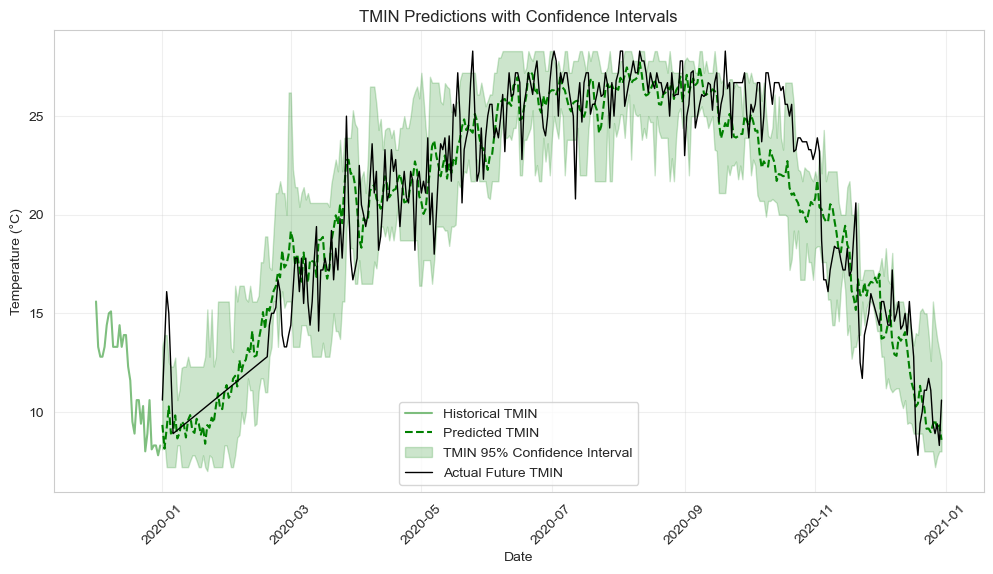 TMIN Predictions with Confidence Intervals
Temperature (°C)
25
20
15
10
Historical TMIN
Predicted TMIN
TMIN 95% Confidence Interval
Actual Future TMIN
2020-01
2020-03
2020-05
2020-07
2020-09
2020-11
2021-01
Date